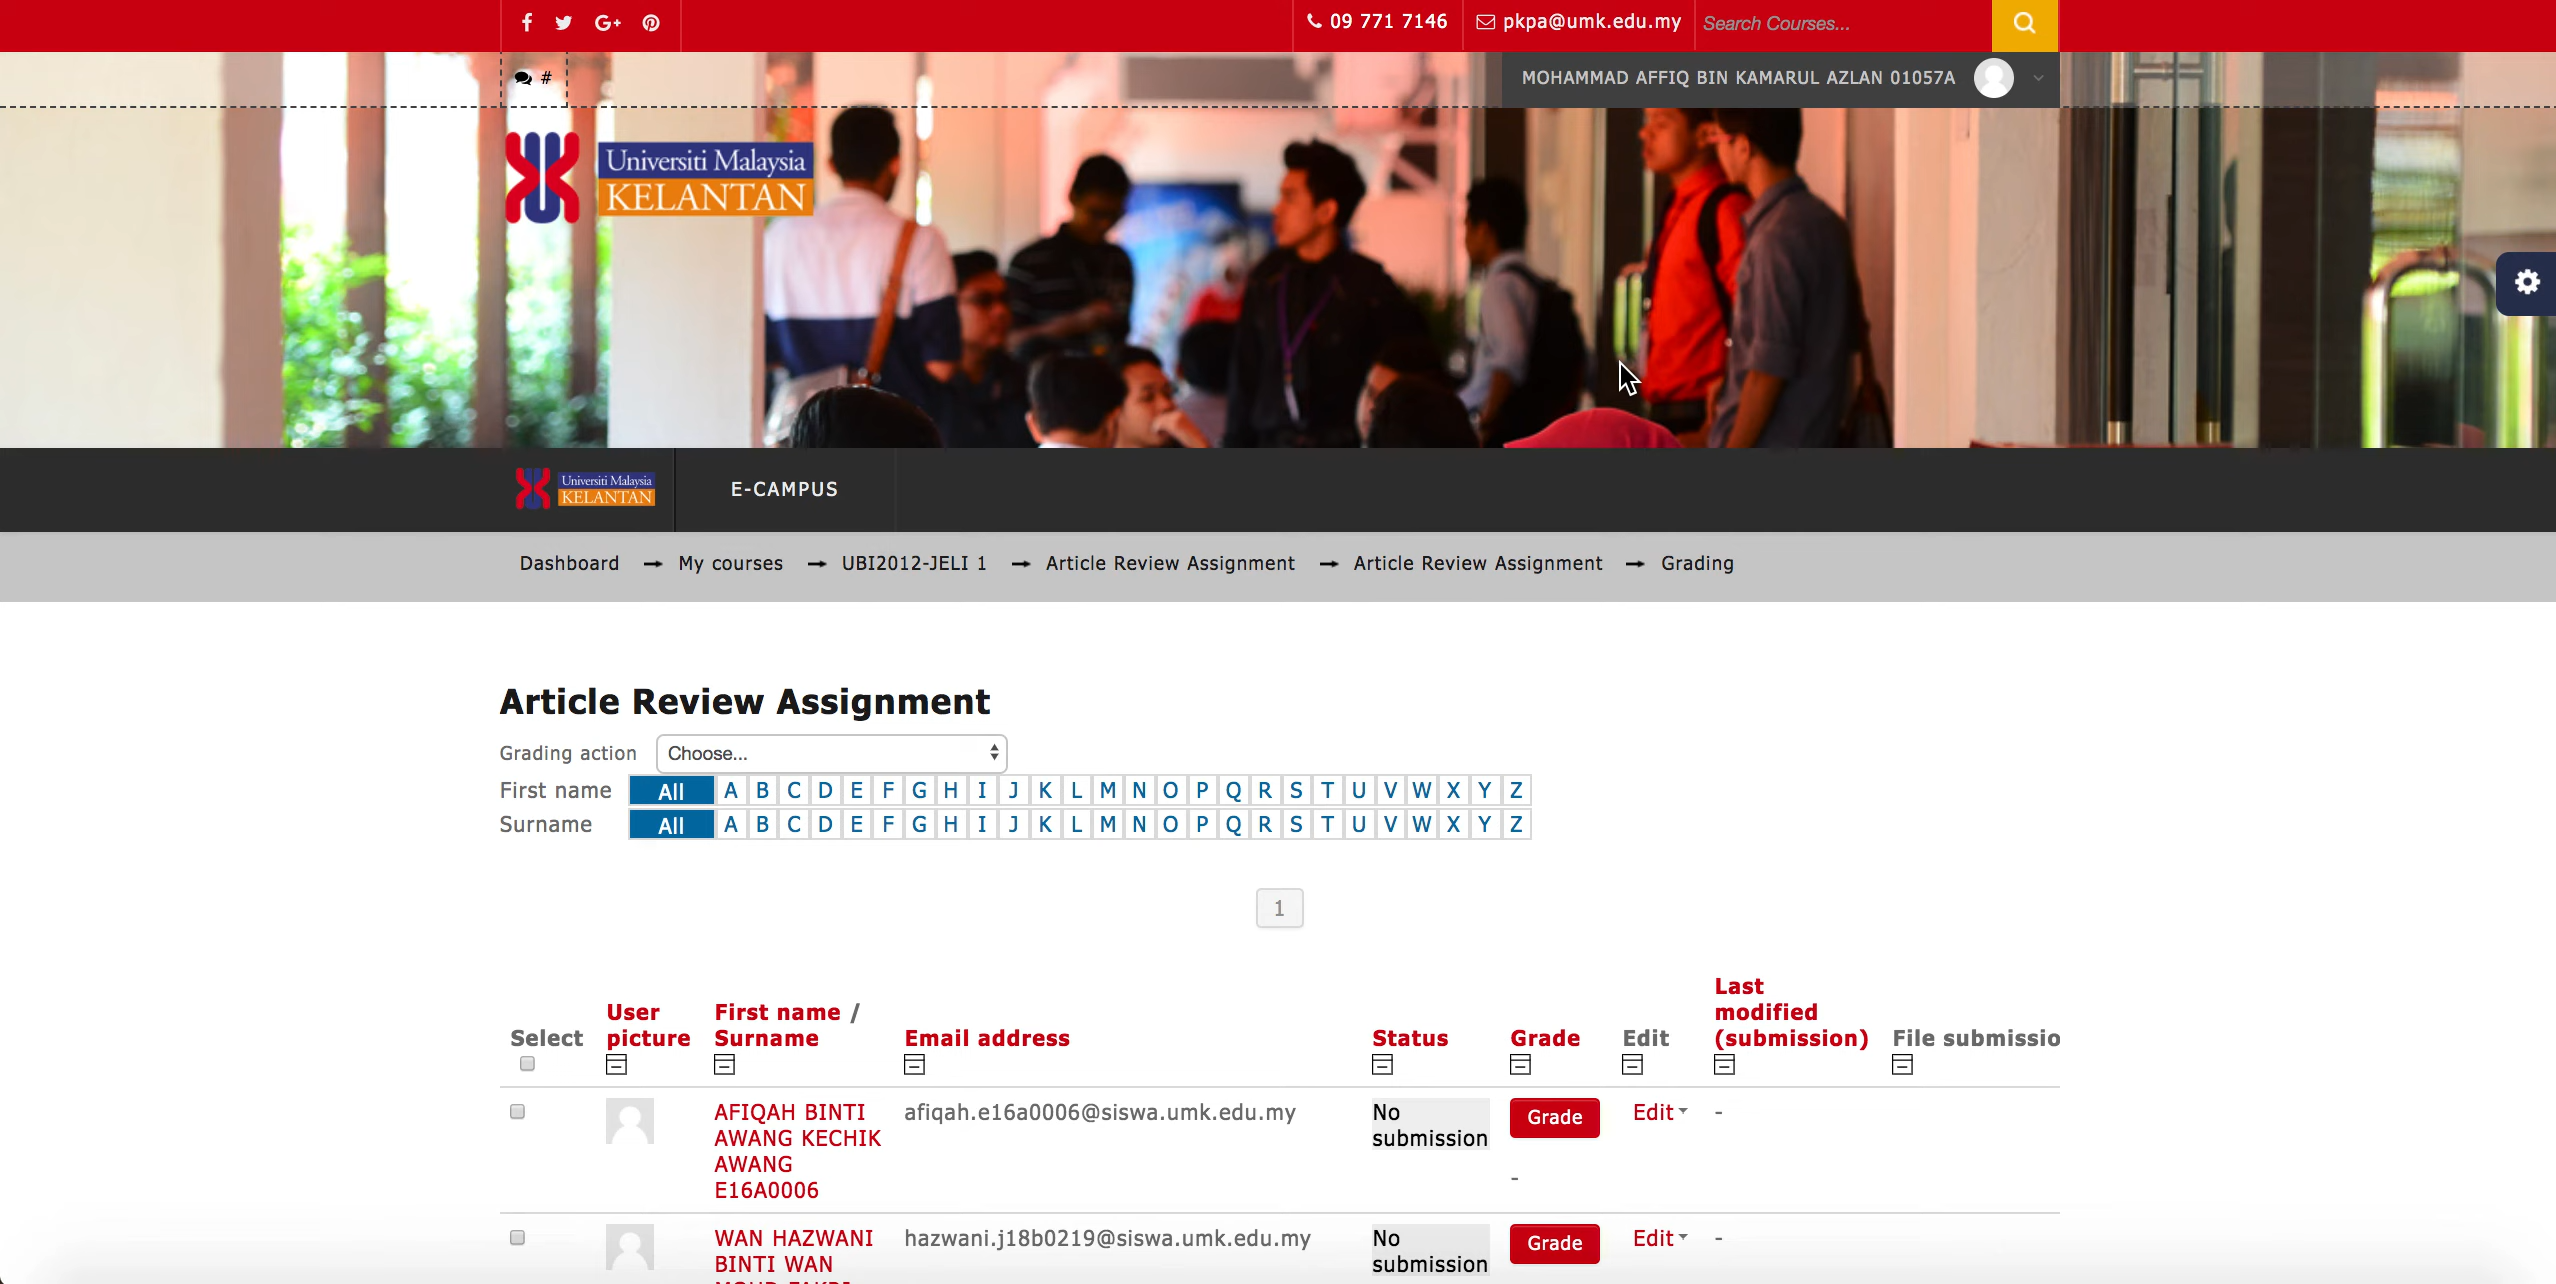 09 771 7146 pkpa@umk.edu.my Search Courses...
# MOHAMMAD AFFIQ BIN KAMARUL AZLAN 01057A
Universiti Malaysia
KELANTAN
Universiti Malaysia
KELANTAN
E-CAMPUS
Dashboard → My courses → UBI2012-JELI 1 → Article Review Assignment → Article Review Assignment → Grading
Article Review Assignment
Grading action Choose...
First name All A B C D E F G H I J K L M N O P Q R S T U V W X Y Z
Surname All A B C D E F G H I J K L M N O P Q R S T U V W X Y Z
1
Select
User
picture
First name /
Surname
Email address
Status
Grade
Edit
Last
modified
(submission)
File submissio
AFIQAH BINTI
AWANG KECHIK
AWANG
E16A0006
afiqah.e16a0006@siswa.umk.edu.my
No
submission
Grade
-
Edit
-
WAN HAZWANI
BINTI WAN
hazwani.j18b0219@siswa.umk.edu.my
No
submission
Grade
Edit
-